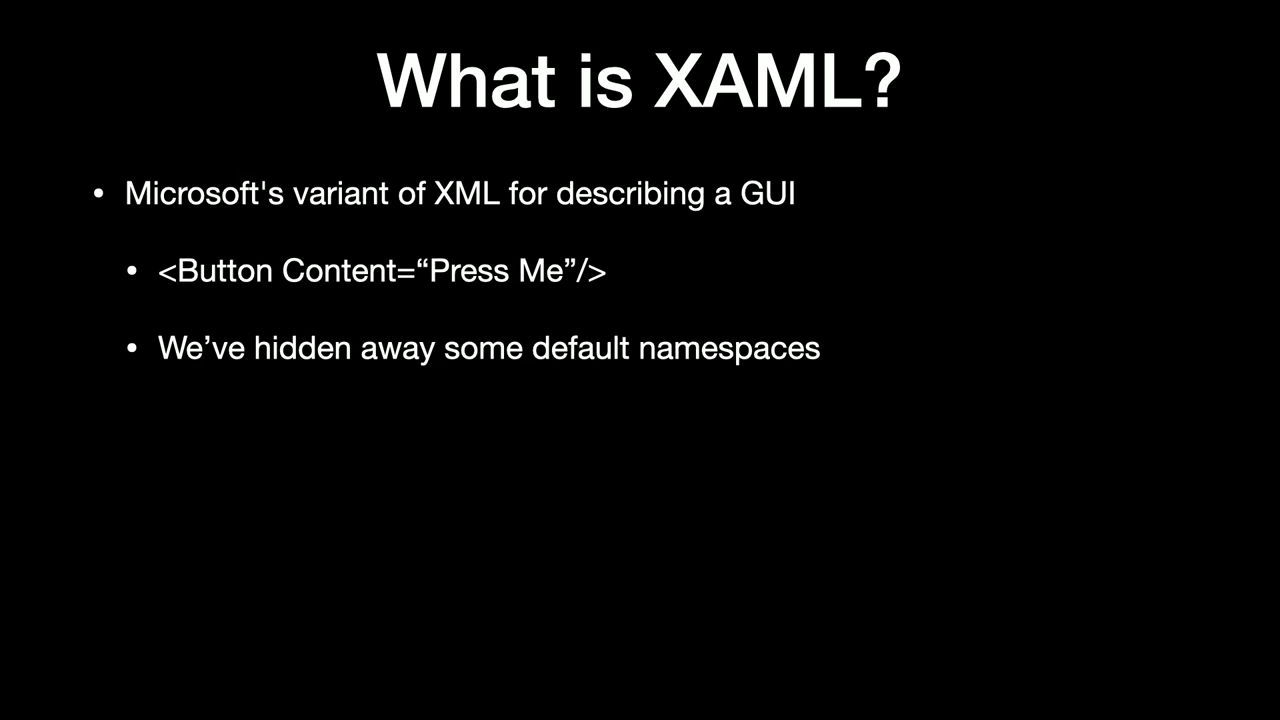 What is XAML?
• Microsoft's variant of XML for describing a GUI
• <Button Content=“Press Me”/>
• We’ve hidden away some default namespaces